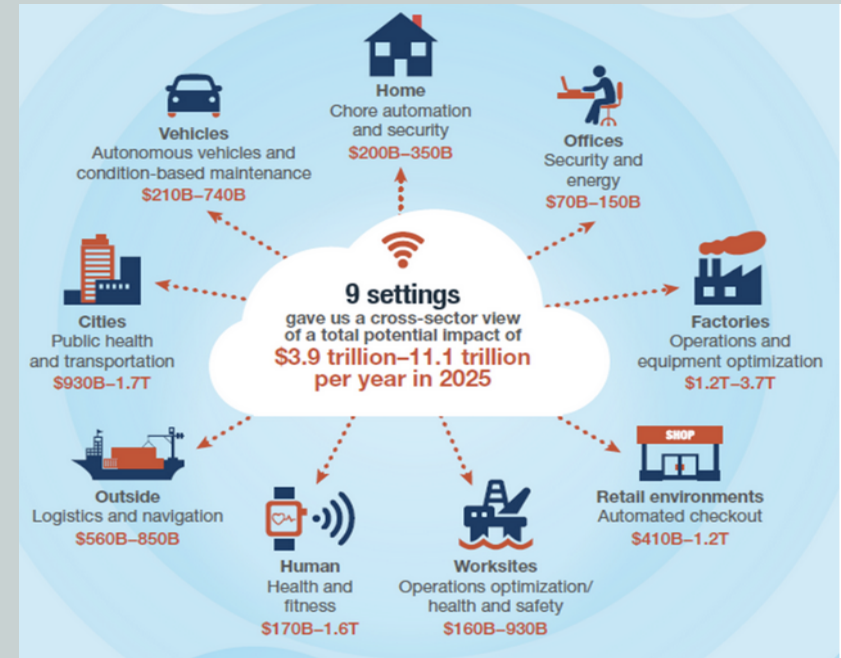 Home
Chore automation
and security
$200B–350B
Vehicles
Autonomous vehicles and
condition-based maintenance
$210B–740B
Offices
Security and
energy
$70B–150B
9 settings
gave us a cross-sector view
of a total potential impact of
$3.9 trillion–11.1 trillion
per year in 2025
Cities
Public health
and transportation
$930B–1.7T
Factories
Operations and
equipment optimization
$1.2T–3.7T
Outside
Logistics and navigation
$560B–850B
Human
Health and
fitness
$170B–1.6T
Worksites
Operations optimization/
health and safety
$160B–930B
SHOP
Retail environments
Automated checkout
$410B–1.2T